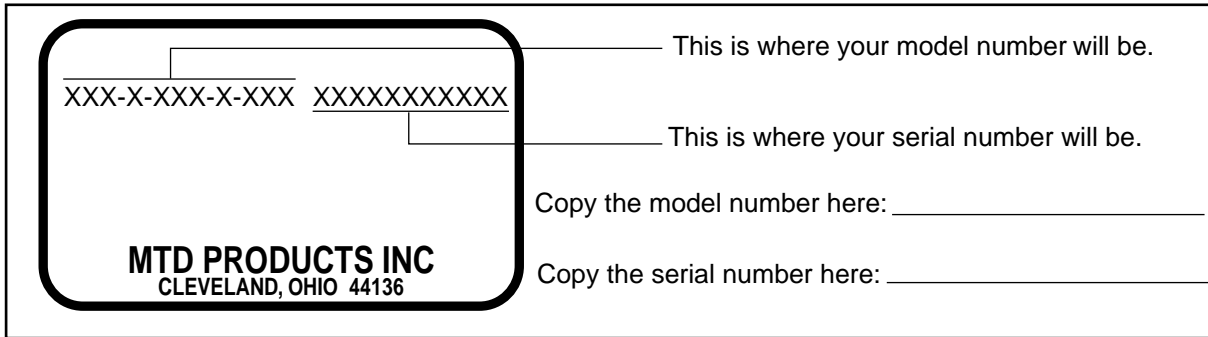 This is where your model number will be.
XXX-X-XXX-X-XXX XXXXXXXXXXX
This is where your serial number will be.
Copy the model number here:
MTD PRODUCTS INC
CLEVELAND, OHIO 44136
Copy the serial number here: